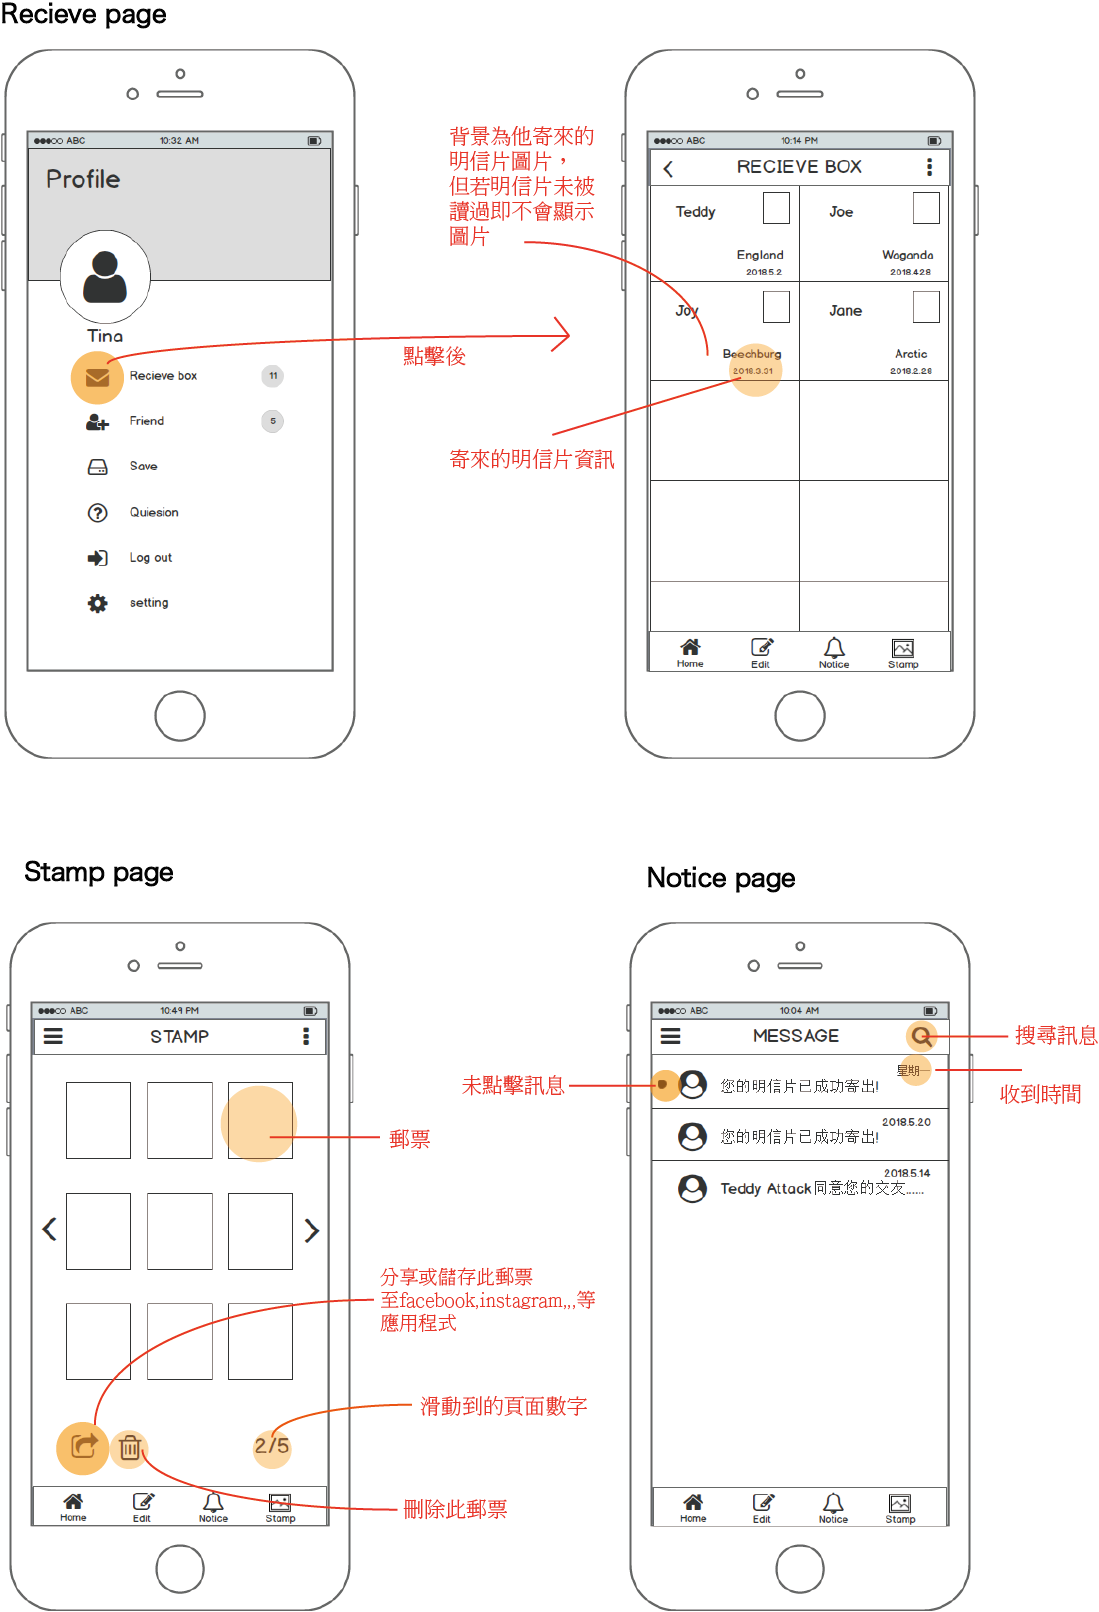 Recieve page
ABC 10:32 AM
Profile
Tina
Recieve box 11
Friend 5
Save
Quiesion
Log out
setting
點擊後
背景為他寄來的
明信片圖片，
但若明信片未被
讀過即不會顯示
圖片
寄來的明信片資訊
ABC 10:14 PM
RECIEVE BOX
Teddy
England
2018.5.2
Joe
Waganda
2018.4.28
Joy
Beechburg
2018.3.31
Jane
Arctic
2018.2.28
Home Edit Notice Stamp
Stamp page
ABC 10:49 PM
STAMP
郵票
分享或儲存此郵票
至facebook,instagram,,,等
應用程式
滑動到的頁面數字
2/5
刪除此郵票
Home Edit Notice Stamp
Notice page
ABC 10:04 AM
MESSAGE
搜尋訊息
未點擊訊息
星期一
收到時間
您的明信片已成功寄出!
2018.5.20
您的明信片已成功寄出!
2018.5.14
Teddy Attack同意您的交友......
Home Edit Notice Stamp